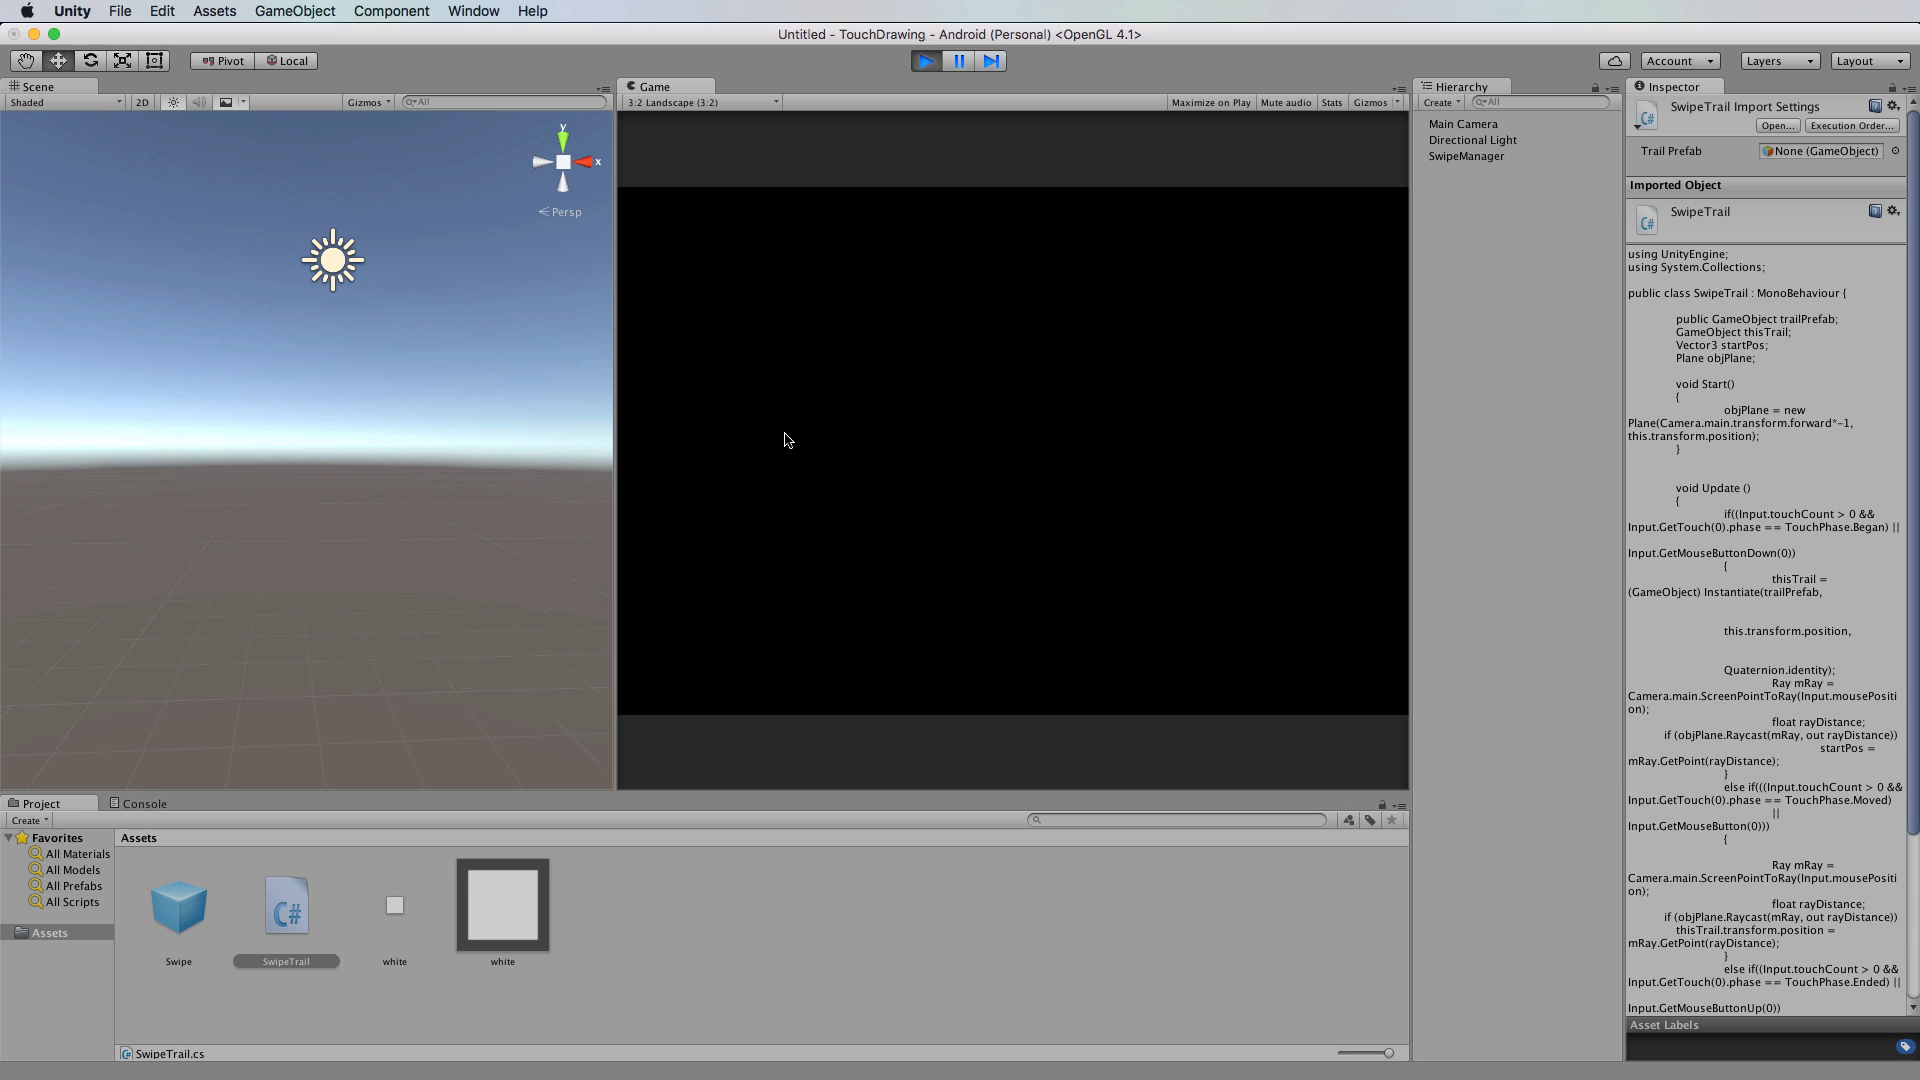 Unity File Edit Assets GameObject Component Window Help
Untitled - TouchDrawing - Android (Personal) <OpenGL 4.1>
Pivot Local Account Layers Layout
Scene
Shaded 2D Gizmos All
y
x
Persp
Game
3:2 Landscape (3:2) Maximize on Play Mute audio Stats Gizmos
Hierarchy
Create All
Main Camera
Directional Light
SwipeManager
Inspector
SwipeTrail Import Settings
Open... Execution Order...
Trail Prefab None (GameObject)
Imported Object
SwipeTrail
C#
using UnityEngine;
using System.Collections;
public class SwipeTrail : MonoBehaviour {
public GameObject trailPrefab;
GameObject thisTrail;
Vector3 startPos;
Plane objPlane;
void Start()
{
objPlane = new
Plane(Camera.main.transform.forward*-1,
this.transform.position);
}
void Update ()
{
if((Input.touchCount > 0 &&
Input.GetTouch(0).phase == TouchPhase.Began) ||
Input.GetMouseButtonDown(0))
{
thisTrail =
(GameObject) Instantiate(trailPrefab,
this.transform.position,
Quaternion.identity);
Ray mRay =
Camera.main.ScreenPointToRay(Input.mousePositi
on);
float rayDistance;
if (objPlane.Raycast(mRay, out rayDistance))
startPos =
mRay.GetPoint(rayDistance);
}
else if(((Input.touchCount > 0 &&
Input.GetTouch(0).phase == TouchPhase.Moved)
||
Input.GetMouseButton(0)))
{
Ray mRay =
Camera.main.ScreenPointToRay(Input.mousePositi
on);
float rayDistance;
if (objPlane.Raycast(mRay, out rayDistance))
thisTrail.transform.position =
mRay.GetPoint(rayDistance);
}
else if((Input.touchCount > 0 &&
Input.GetTouch(0).phase == TouchPhase.Ended) ||
Input.GetMouseButtonUp(0))
Asset Labels
Project Console
Create
Favorites
All Materials
All Models
All Prefabs
All Scripts
Assets
Assets
C#
Swipe SwipeTrail white white
SwipeTrail.cs